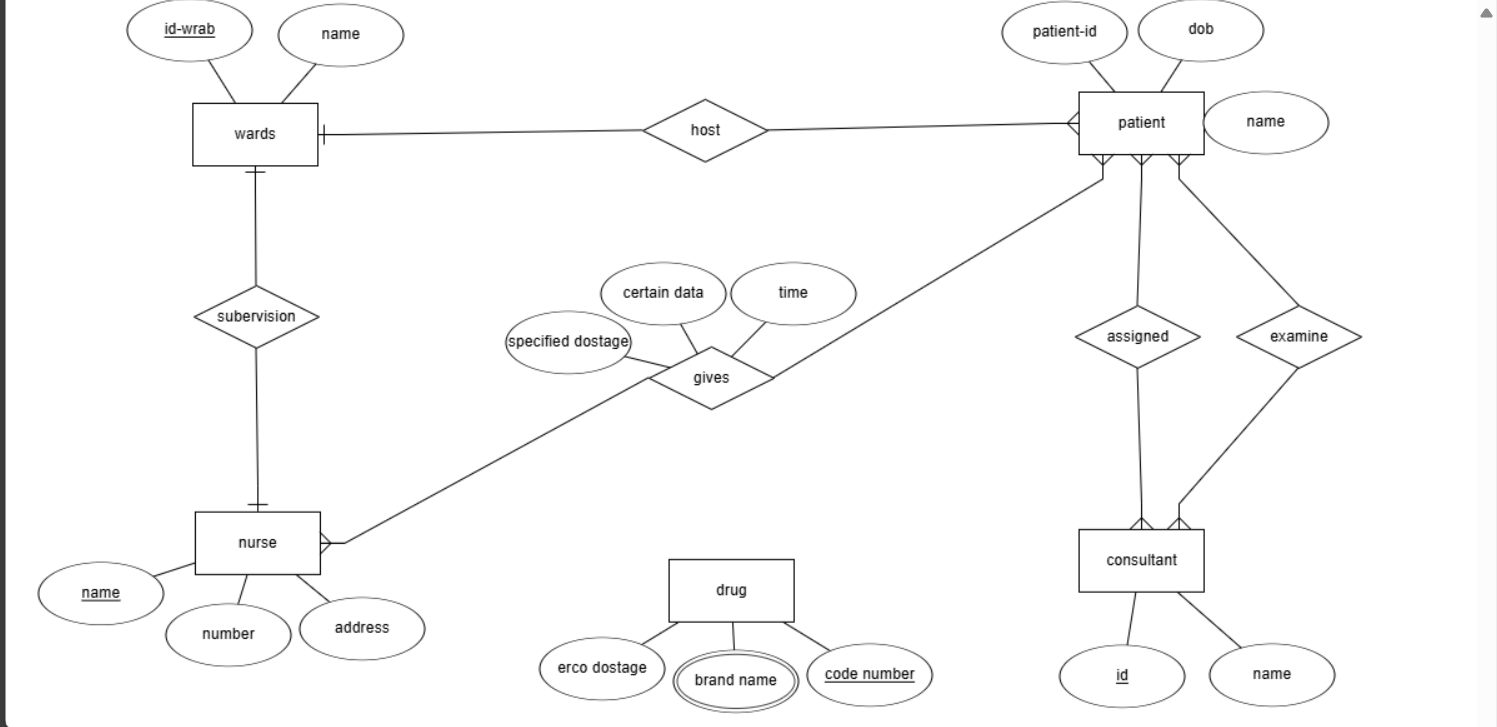 id-wrab
name
patient-id
dob
wards
host
patient
name
subervision
certain data
time
specified dostage
gives
assigned
examine
nurse
name
number
address
drug
erco dostage
brand name
code number
consultant
id
name